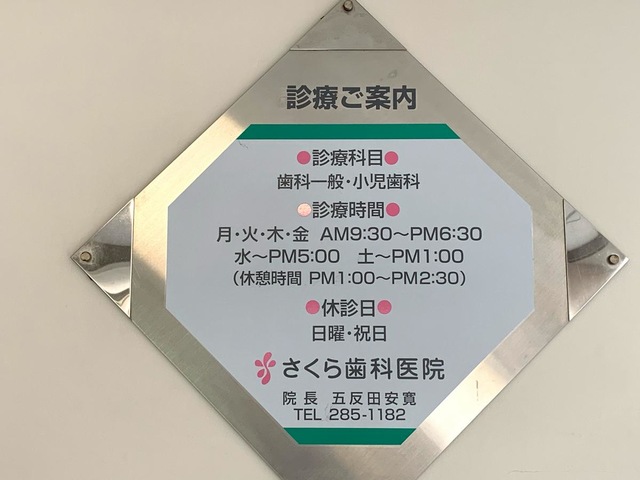 診療ご案内
●診療科目●
歯科一般・小児歯科
●診療時間●
月・火・木・金 AM9:30～PM6:30
水～PM5:00 土～PM1:00
(休憩時間 PM1:00～PM2:30)
●休診日●
日曜・祝日
さくら歯科医院
院長 五反田安寛
TEL 285-1182